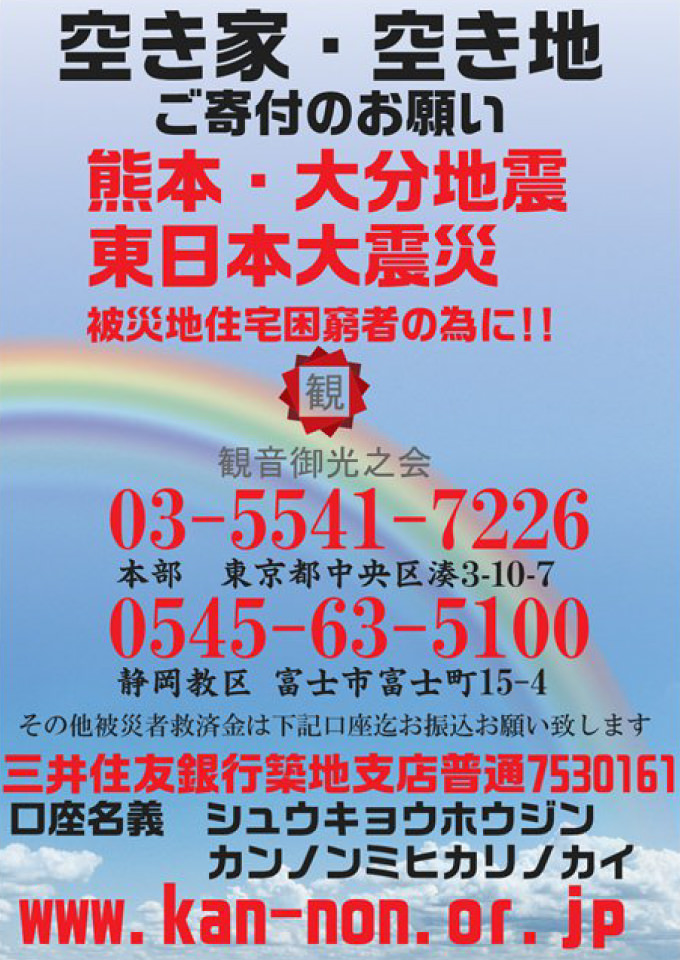 空き家・空き地
ご寄付のお願い
熊本・大分地震
東日本大震災
被災地住宅困窮者の為に!!
観
観音御光之会
03-5541-7226
本部 東京都中央区湊3-10-7
0545-63-5100
静岡教区 富士市富士町15-4
その他被災者救済金は下記口座迄お振込お願い致します
三井住友銀行築地支店普通7530161
口座名義 シュウキョウホウジン
カンノンミヒカリノカイ
www.kan-non.or.jp